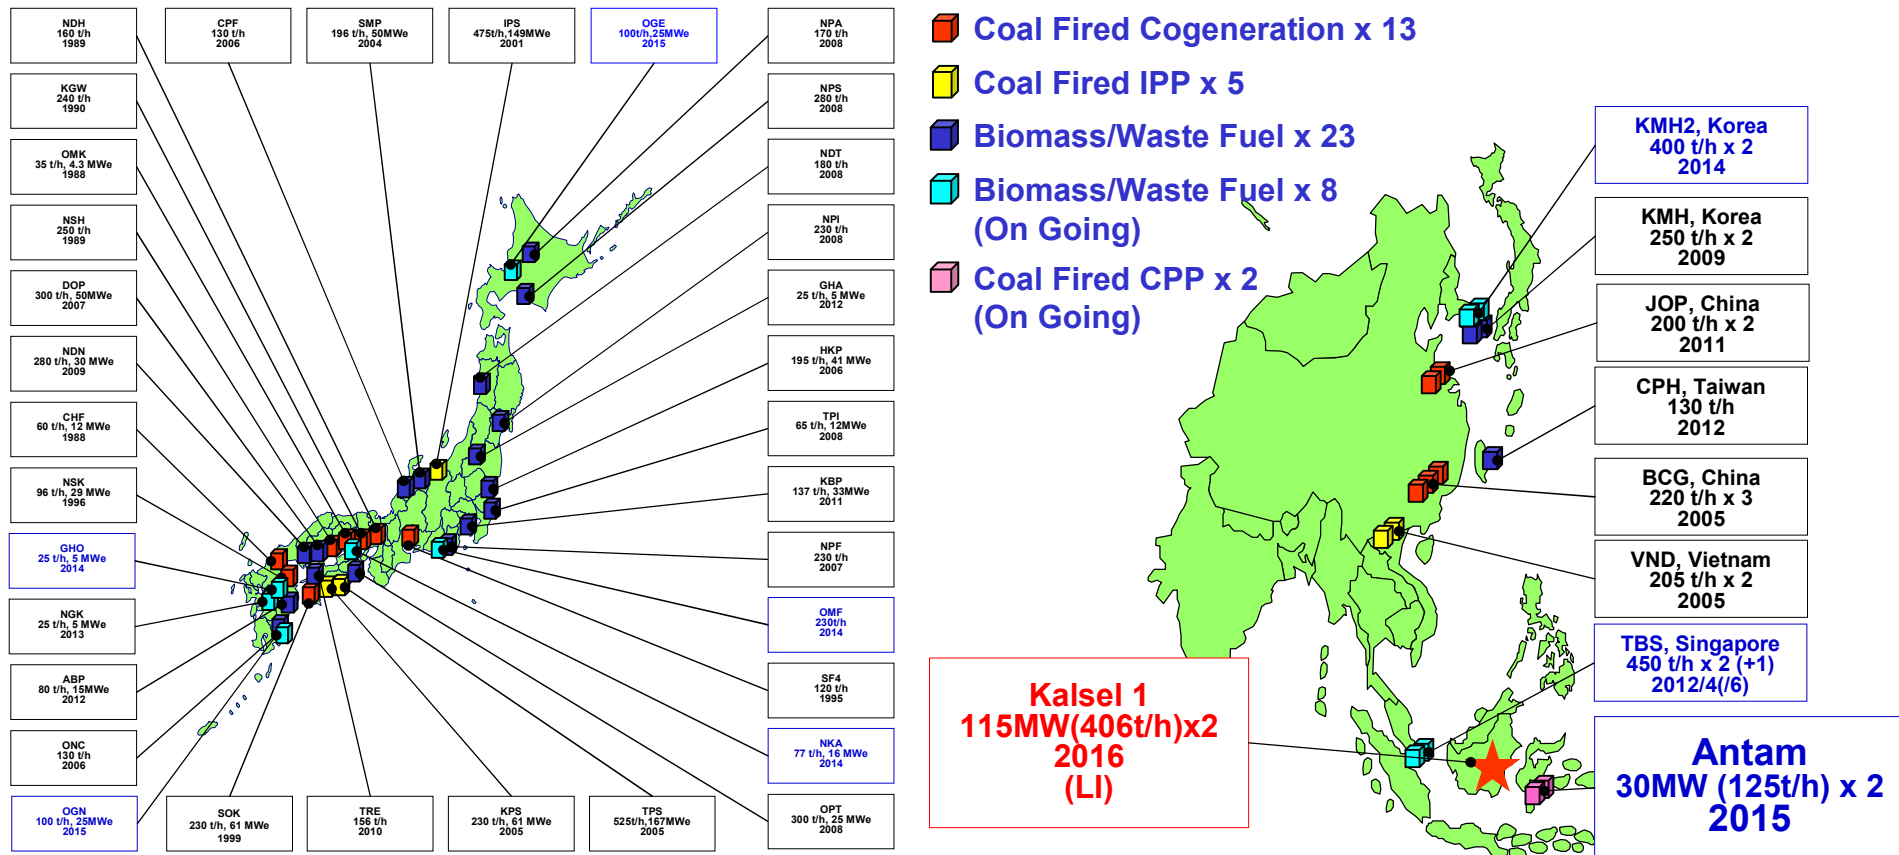 NDH
160 t/h
1989
CPF
130 t/h
2006
SMP
196 t/h, 50MWe
2004
IPS
475t/h,149MWe
2001
OGE
100t/h,25MWe
2015
NPA
170 t/h
2008
KGW
240 t/h
1990
OMK
35 t/h, 4.3 MWe
1988
NSH
250 t/h
1989
DOP
300 t/h, 50MWe
2007
NDN
280 t/h, 30 MWe
2009
CHF
60 t/h, 12 MWe
1988
NSK
96 t/h, 29 MWe
1996
GHO
25 t/h, 5 MWe
2014
NGK
25 t/h, 5 MWe
2013
ABP
80 t/h, 15MWe
2012
ONC
130 t/h
2006
OGN
100 t/h, 25MWe
2015
SOK
230 t/h, 61 MWe
1999
TRE
156 t/h
2010
KPS
230 t/h, 61 MWe
2005
TPS
525t/h,167MWe
2005
NPS
280 t/h
2008
NDT
180 t/h
2008
NPI
230 t/h
2008
GHA
25 t/h, 5 MWe
2012
HKP
195 t/h, 41 MWe
2006
TPI
65 t/h, 12MWe
2008
KBP
137 t/h, 33MWe
2011
NPF
230 t/h
2007
OMF
230t/h
2014
SF4
120 t/h
1995
NKA
77 t/h, 16 MWe
2014
OPT
300 t/h, 25 MWe
2008
Coal Fired Cogeneration x 13
Coal Fired IPP x 5
Biomass/Waste Fuel x 23
Biomass/Waste Fuel x 8
(On Going)
Coal Fired CPP x 2
(On Going)
KMH2, Korea
400 t/h x 2
2014
KMH, Korea
250 t/h x 2
2009
JOP, China
200 t/h x 2
2011
CPH, Taiwan
130 t/h
2012
BCG, China
220 t/h x 3
2005
VND, Vietnam
205 t/h x 2
2005
TBS, Singapore
450 t/h x 2 (+1)
2012/4(/6)
Kalsel 1
115MW(406t/h)x2
2016
(LI)
Antam
30MW (125t/h) x 2
2015